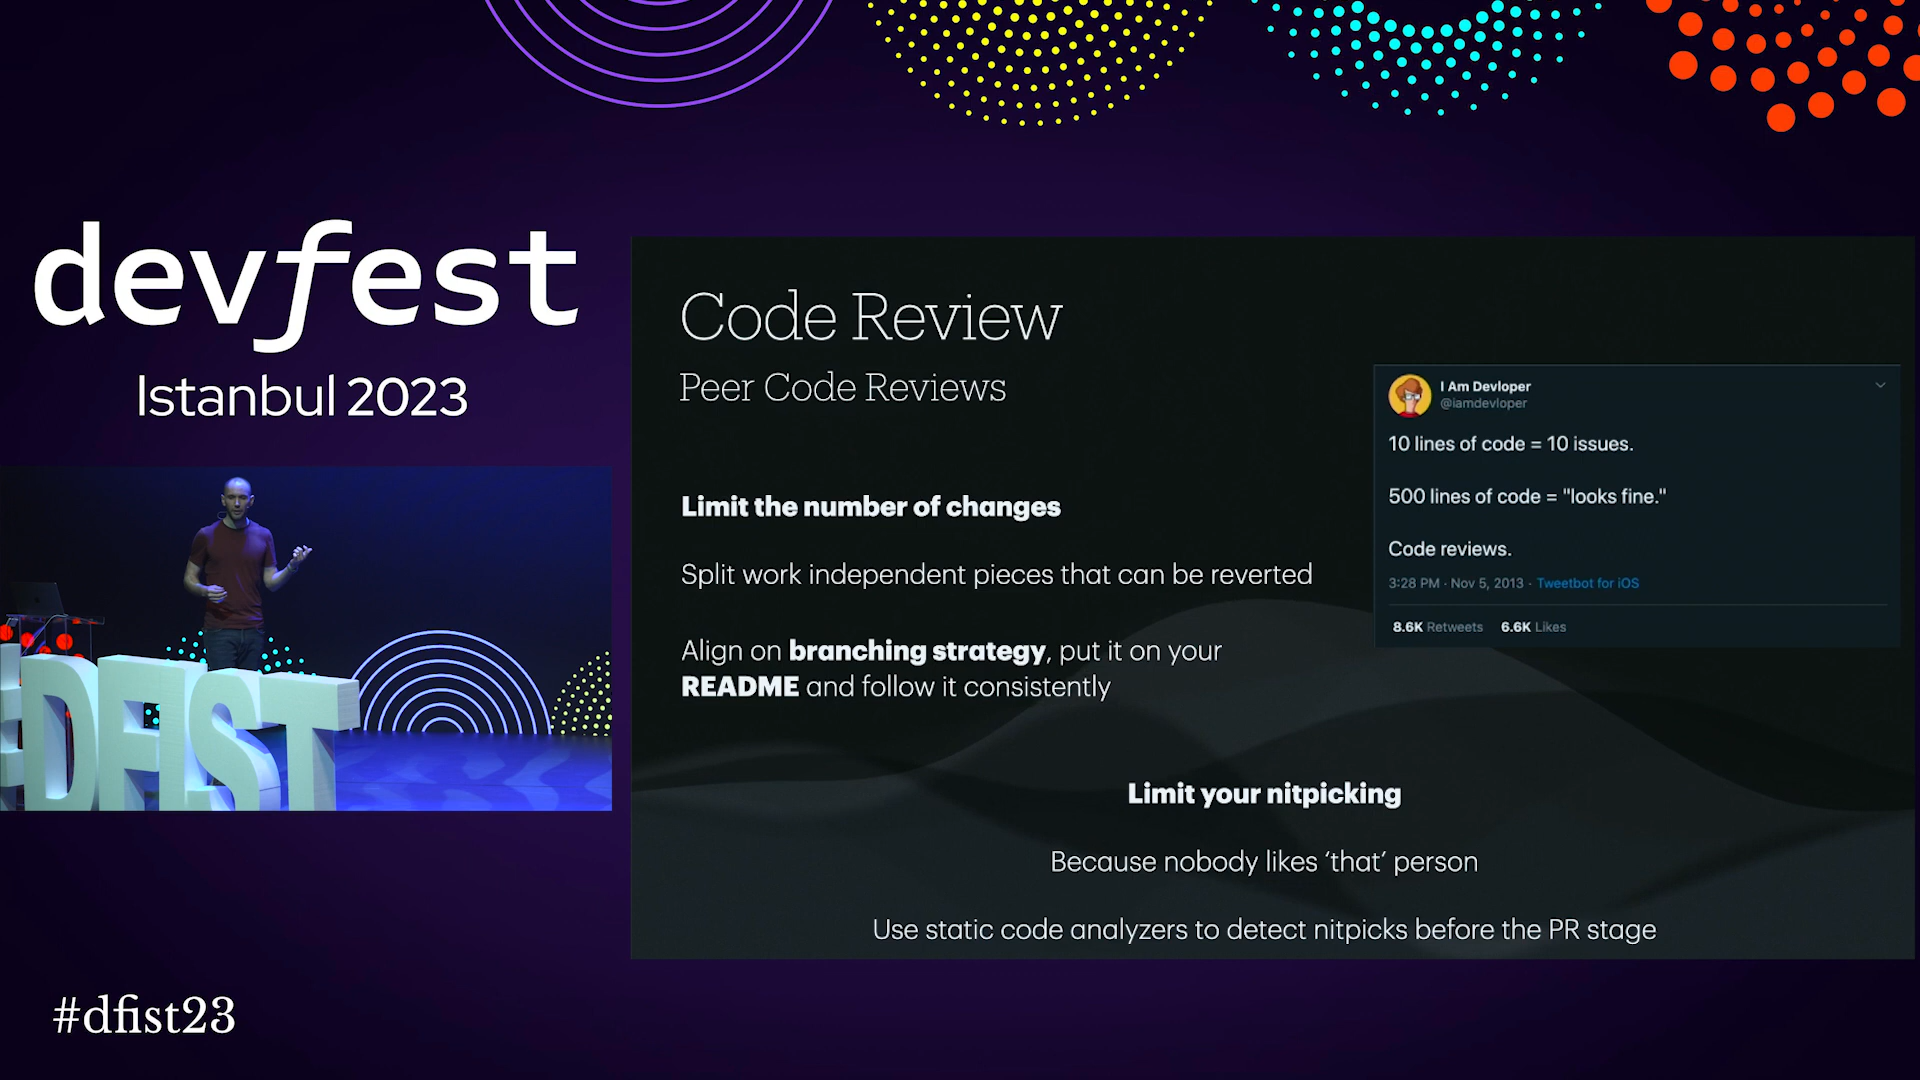 devfest
Istanbul 2023
Code Review
Peer Code Reviews
Limit the number of changes
Split work independent pieces that can be reverted
Align on branching strategy, put it on your
README and follow it consistently
I Am Devloper
@iamdevloper
10 lines of code = 10 issues.
500 lines of code = "looks fine."
Code reviews.
3:28 PM · Nov 5, 2013 · Tweetbot for iOS
8.6K Retweets 6.6K Likes
Limit your nitpicking
Because nobody likes ‘that’ person
Use static code analyzers to detect nitpicks before the PR stage
#DFIST
#dfist23